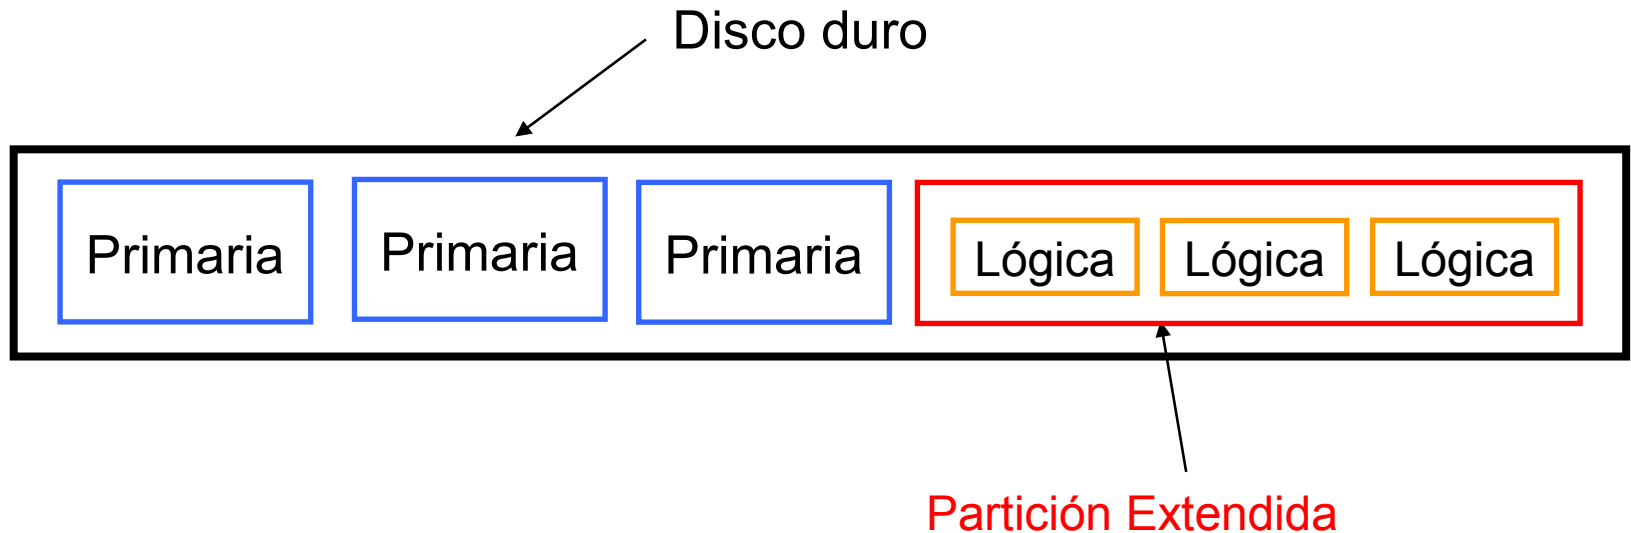 Disco duro
Primaria
Primaria
Primaria
Lógica
Lógica
Lógica
Partición Extendida